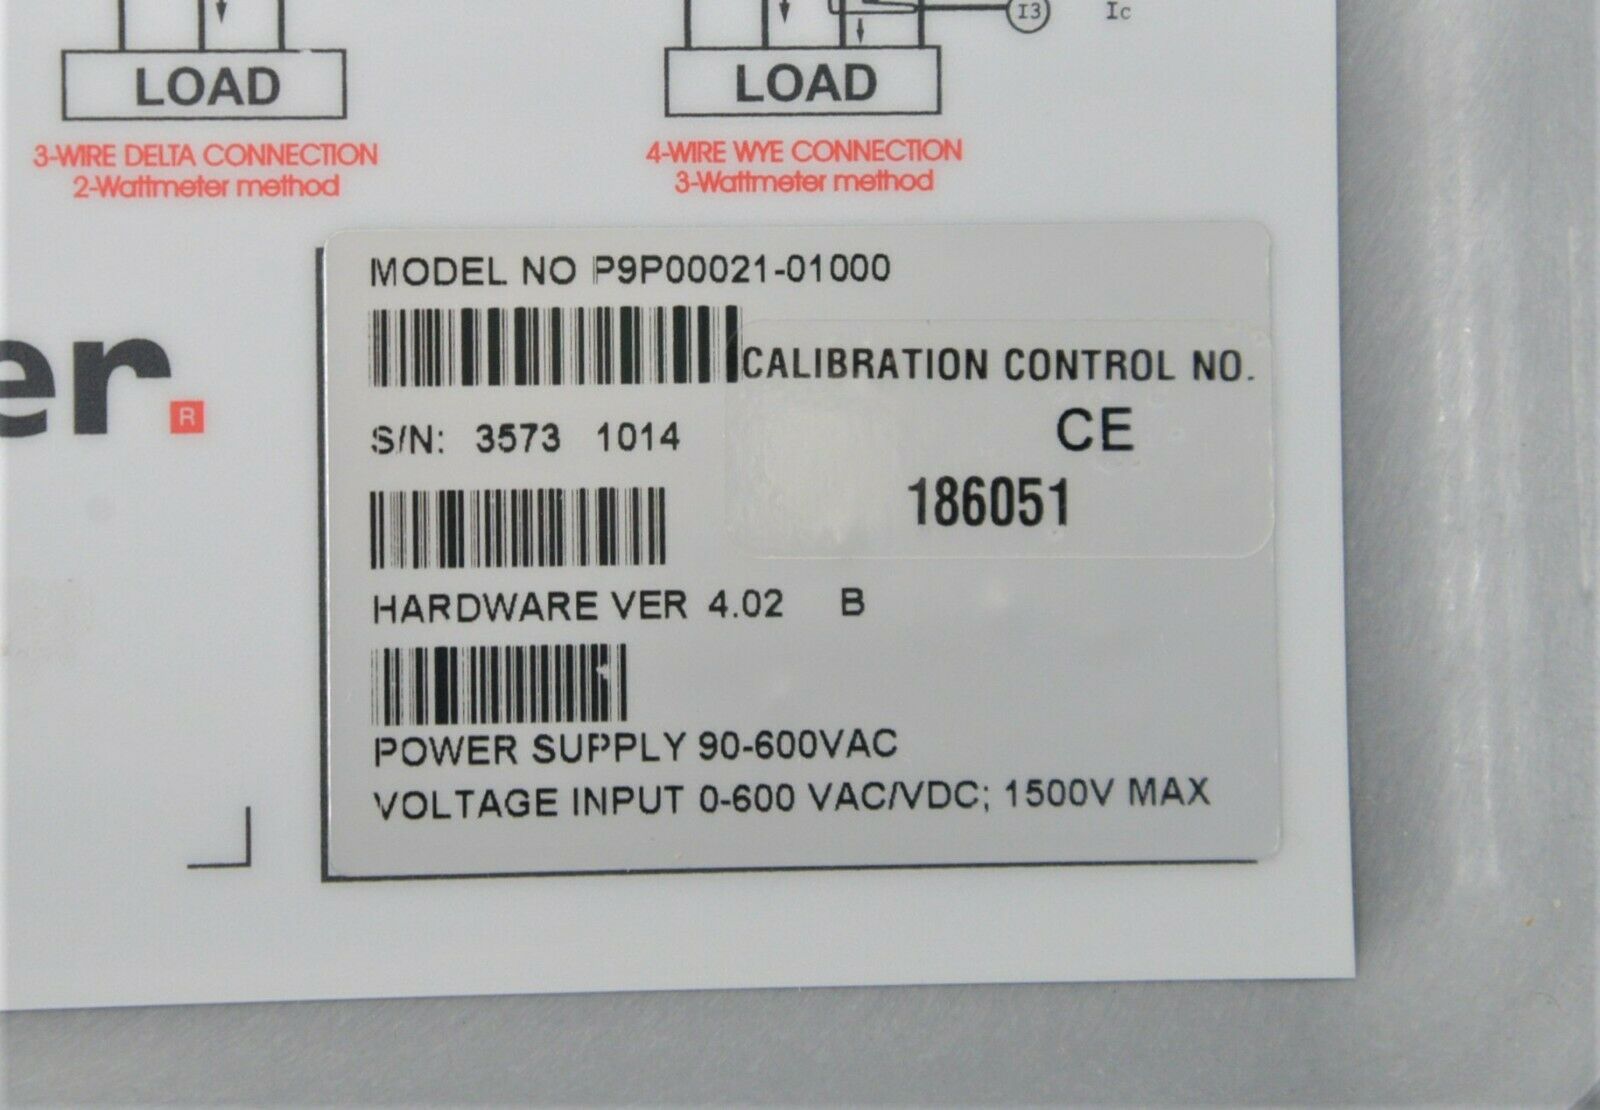 I3 Ic
LOAD
LOAD
3-WIRE DELTA CONNECTION
2-Wattmeter method
4-WIRE WYE CONNECTION
3-Wattmeter method
er.
R
MODEL NO P9P00021-01000
CALIBRATION CONTROL NO.
CE
186051
S/N: 3573 1014
HARDWARE VER 4.02 B
POWER SUPPLY 90-600VAC
VOLTAGE INPUT 0-600 VAC/VDC; 1500V MAX